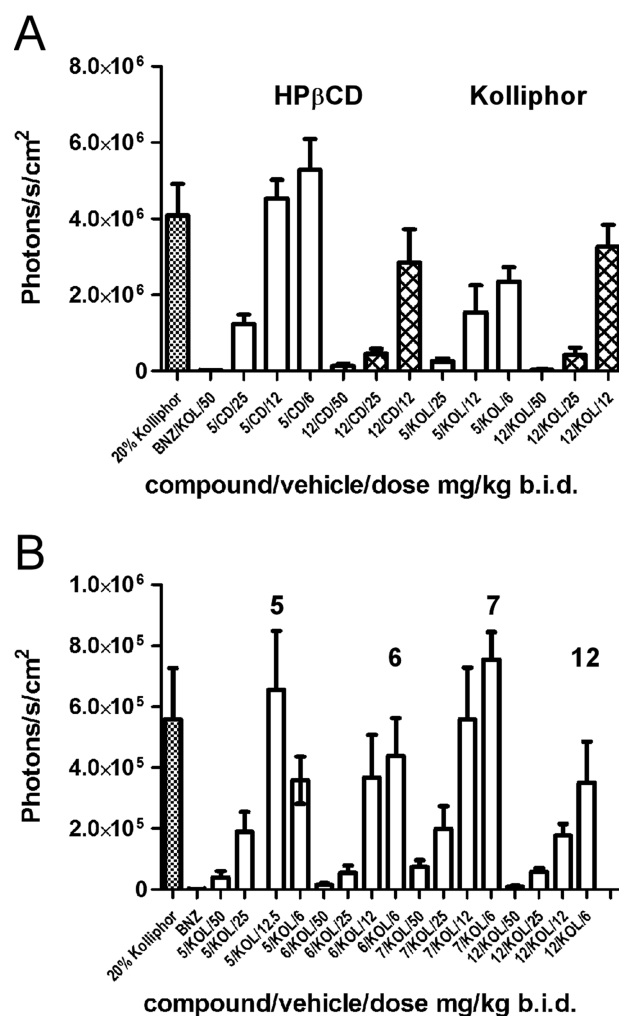 A
8.0×10⁶
6.0×10⁶
4.0×10⁶
2.0×10⁶
0
Photons/s/cm²
HPβCD
Kolliphor
20% Kolliphor
BNZ/KOL/50
5/CD/25
5/CD/12
5/CD/6
12/CD/50
12/CD/25
12/CD/12
5/KOL/25
5/KOL/12
5/KOL/6
12/KOL/50
12/KOL/25
12/KOL/12
compound/vehicle/dose mg/kg b.i.d.
B
1.0×10⁶
8.0×10⁵
6.0×10⁵
4.0×10⁵
2.0×10⁵
0
Photons/s/cm²
5
6
7
12
20% Kolliphor
BNZ
5/KOL/50
5/KOL/25
5/KOL/12.5
5/KOL/6
6/KOL/50
6/KOL/25
6/KOL/12
6/KOL/6
7/KOL/50
7/KOL/25
7/KOL/12
7/KOL/6
12/KOL/50
12/KOL/25
12/KOL/12
12/KOL/6
compound/vehicle/dose mg/kg b.i.d.